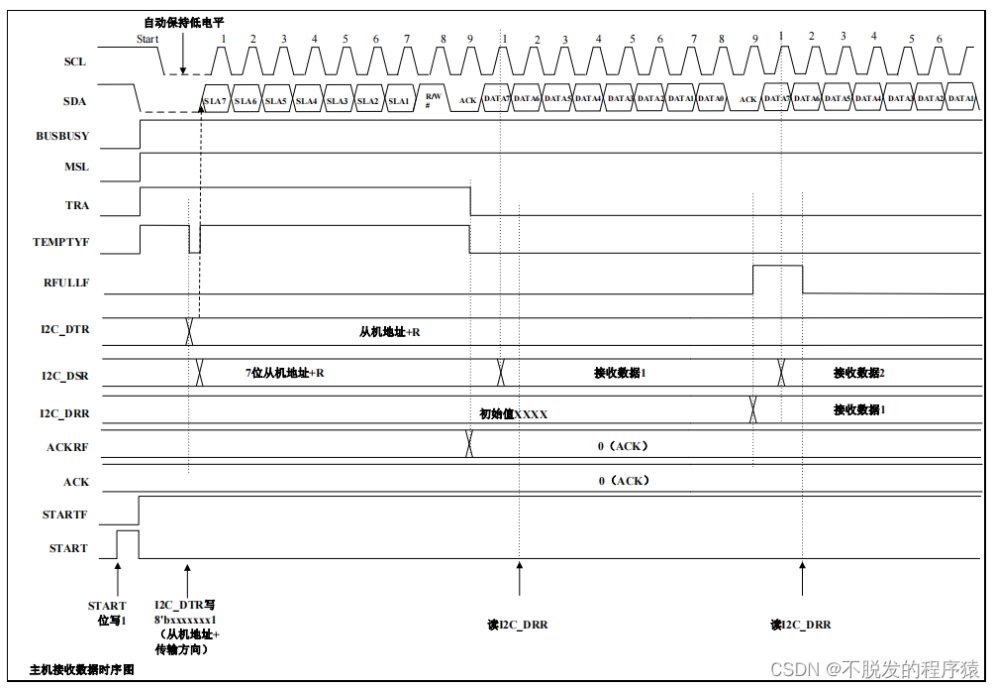 自动保持低电平
Start 1 2 3 4 5 6 7 8 9 1 2 3 4 5 6 7 8 9 1 2 3 4 5 6
SCL
SDA SLA7 SLA6 SLA5 SLA4 SLA3 SLA2 SLA1 R/W ACK DATA7 DATA6 DATA5 DATA4 DATA3 DATA2 DATA1 DATA0 ACK DATA7 DATA6 DATA5 DATA4 DATA3 DATA2 DATA1
#
BUSBUSY
MSL
TRA
TEMPTYF
RFULLF
I2C_DTR 从机地址+R
I2C_DSR 7位从机地址+R 接收数据1 接收数据2
I2C_DRR 初始值XXXX 接收数据1
ACKRF 0（ACK）
ACK 0（ACK）
STARTF
START
START
位写1
I2C_DTR写
8'bxxxxxxx1
（从机地址+
传输方向）
读I2C_DRR 读I2C_DRR
主机接收数据时序图
CSDN @不脱发的程序猿